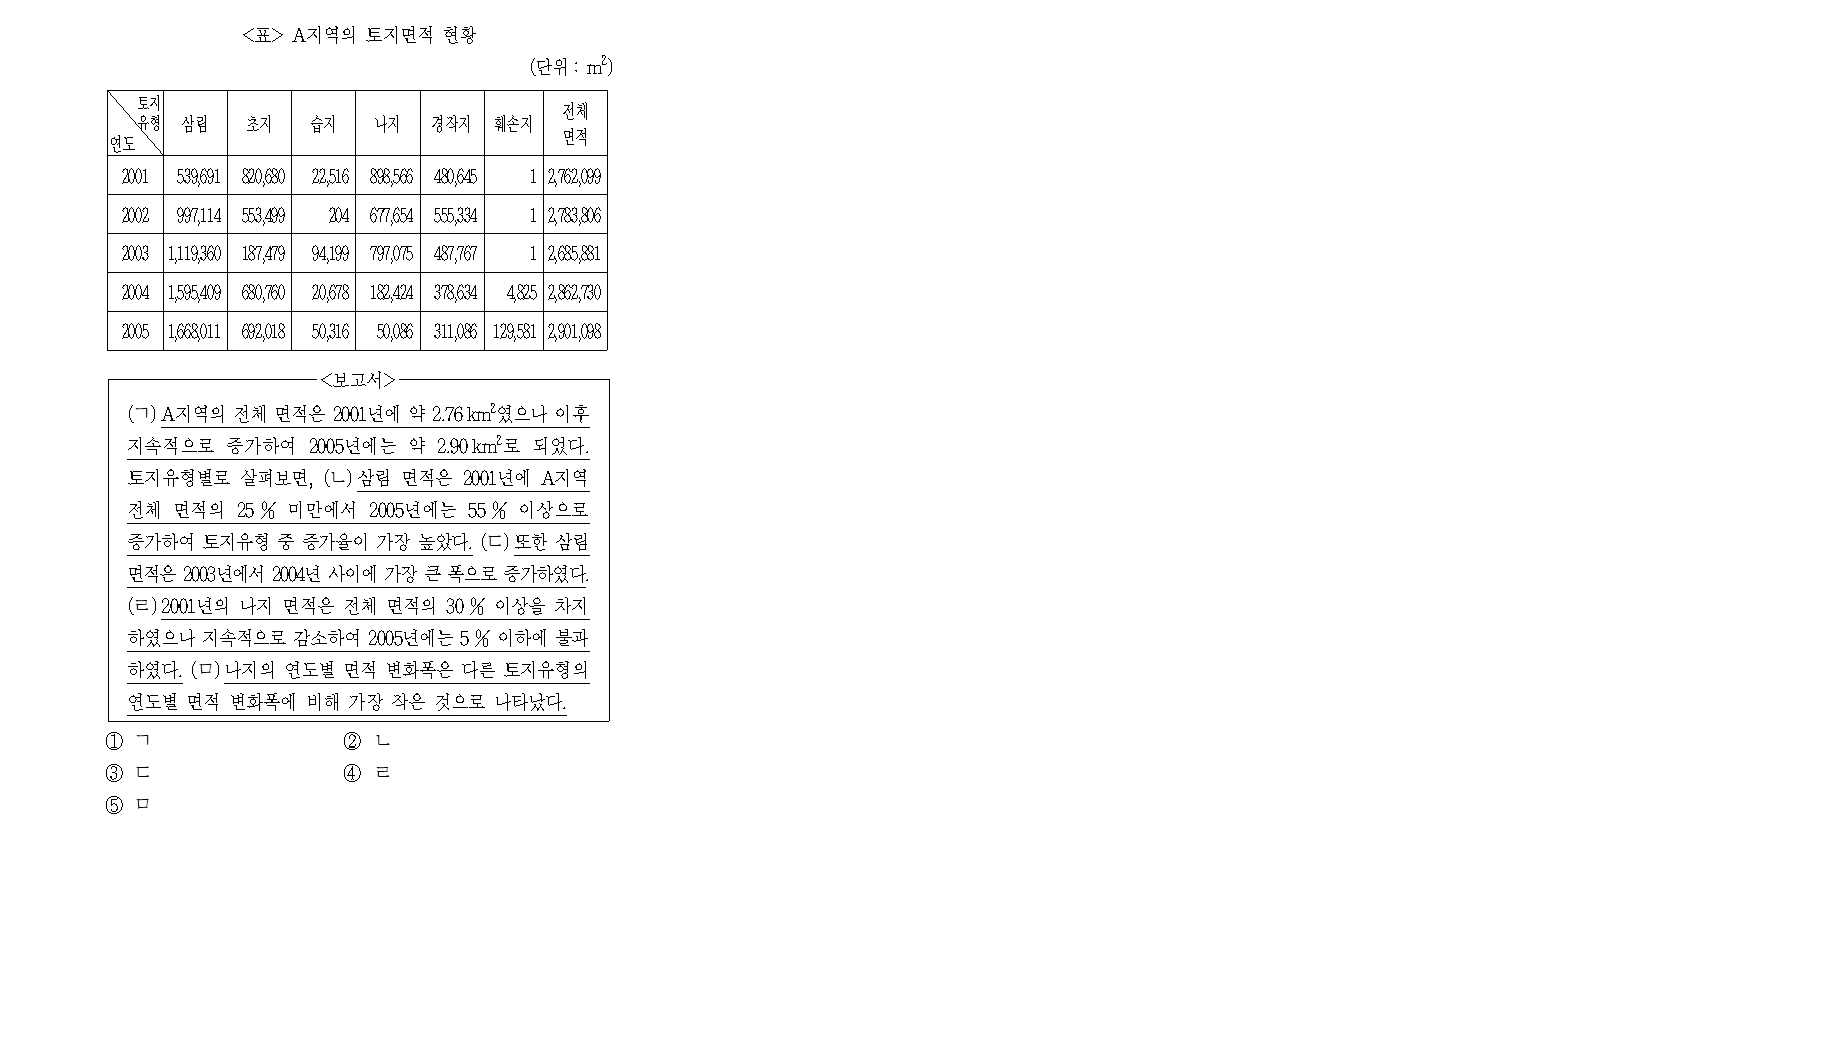 <표> A지역의 토지면적 현황
(단위 : m²)
토지유형 연도 삼림 초지 습지 나지 경작지 훼손지 전체 면적
2001 539,691 820,680 22,516 898,566 480,645 1 2,762,099
2002 997,114 553,499 204 677,654 555,334 1 2,783,806
2003 1,119,360 187,479 94,199 797,075 487,767 1 2,685,881
2004 1,595,409 680,760 20,678 182,424 378,634 4,825 2,862,730
2005 1,668,011 692,018 50,316 50,086 311,086 129,581 2,901,098
<보고서>
(ㄱ) A지역의 전체 면적은 2001년에 약 2.76 km²였으나 이후
지속적으로 증가하여 2005년에는 약 2.90 km²로 되었다.
토지유형별로 살펴보면, (ㄴ) 삼림 면적은 2001년에 A지역
전체 면적의 25 % 미만에서 2005년에는 55 % 이상으로
증가하여 토지유형 중 증가율이 가장 높았다. (ㄷ) 또한 삼림
면적은 2003년에서 2004년 사이에 가장 큰 폭으로 증가하였다.
(ㄹ) 2001년의 나지 면적은 전체 면적의 30 % 이상을 차지
하였으나 지속적으로 감소하여 2005년에는 5 % 이하에 불과
하였다. (ㅁ) 나지의 연도별 면적 변화폭은 다른 토지유형의
연도별 면적 변화폭에 비해 가장 작은 것으로 나타났다.
① ㄱ ② ㄴ
③ ㄷ ④ ㄹ
⑤ ㅁ